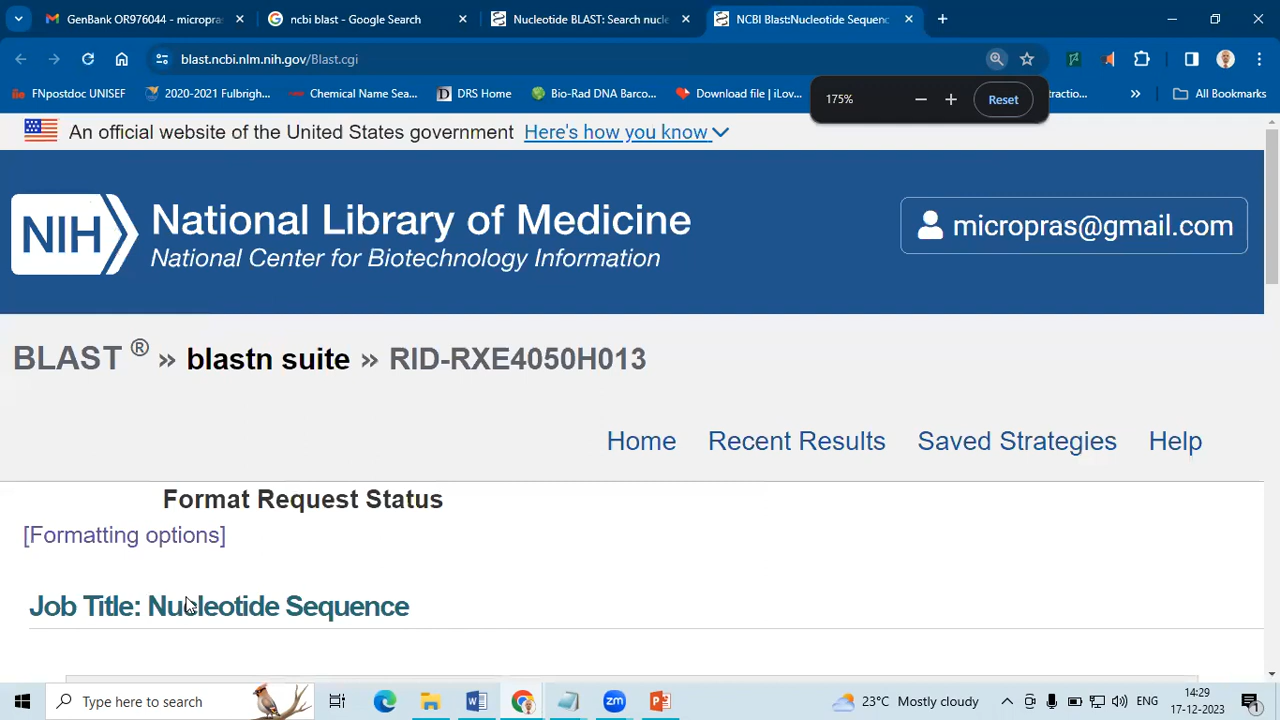 GenBank OR976044 - micropras
ncbi blast - Google Search
Nucleotide BLAST: Search nucle
NCBI Blast:Nucleotide Sequenc
blast.ncbi.nlm.nih.gov/Blast.cgi
FNpostdoc UNISEF
2020-2021 Fulbrigh...
Chemical Name Sea...
DRS Home
Bio-Rad DNA Barco...
Download file | iLov...
ractio...
»
All Bookmarks
175%
Reset
An official website of the United States government Here's how you know
NIH
National Library of Medicine
National Center for Biotechnology Information
micropras@gmail.com
BLAST ® » blastn suite » RID-RXE4050H013
Home Recent Results Saved Strategies Help
Format Request Status
[Formatting options]
Job Title: Nucleotide Sequence
Type here to search
23°C Mostly cloudy
ENG
14:29
17-12-2023